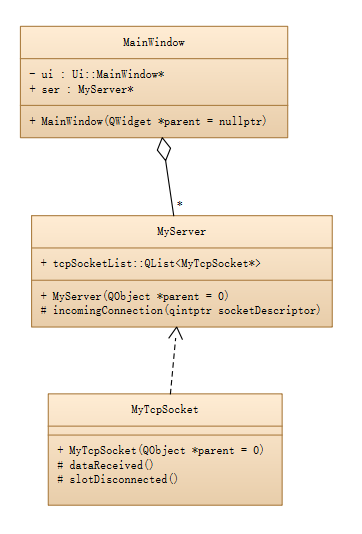 MainWindow
- ui : Ui::MainWindow*
+ ser : MyServer*
+ MainWindow(QWidget *parent = nullptr)
*
MyServer
+ tcpSocketList::QList<MyTcpSocket*>
+ MyServer(QObject *parent = 0)
# incomingConnection(qintptr socketDescriptor)
MyTcpSocket
+ MyTcpSocket(QObject *parent = 0)
# dataReceived()
# slotDisconnected()